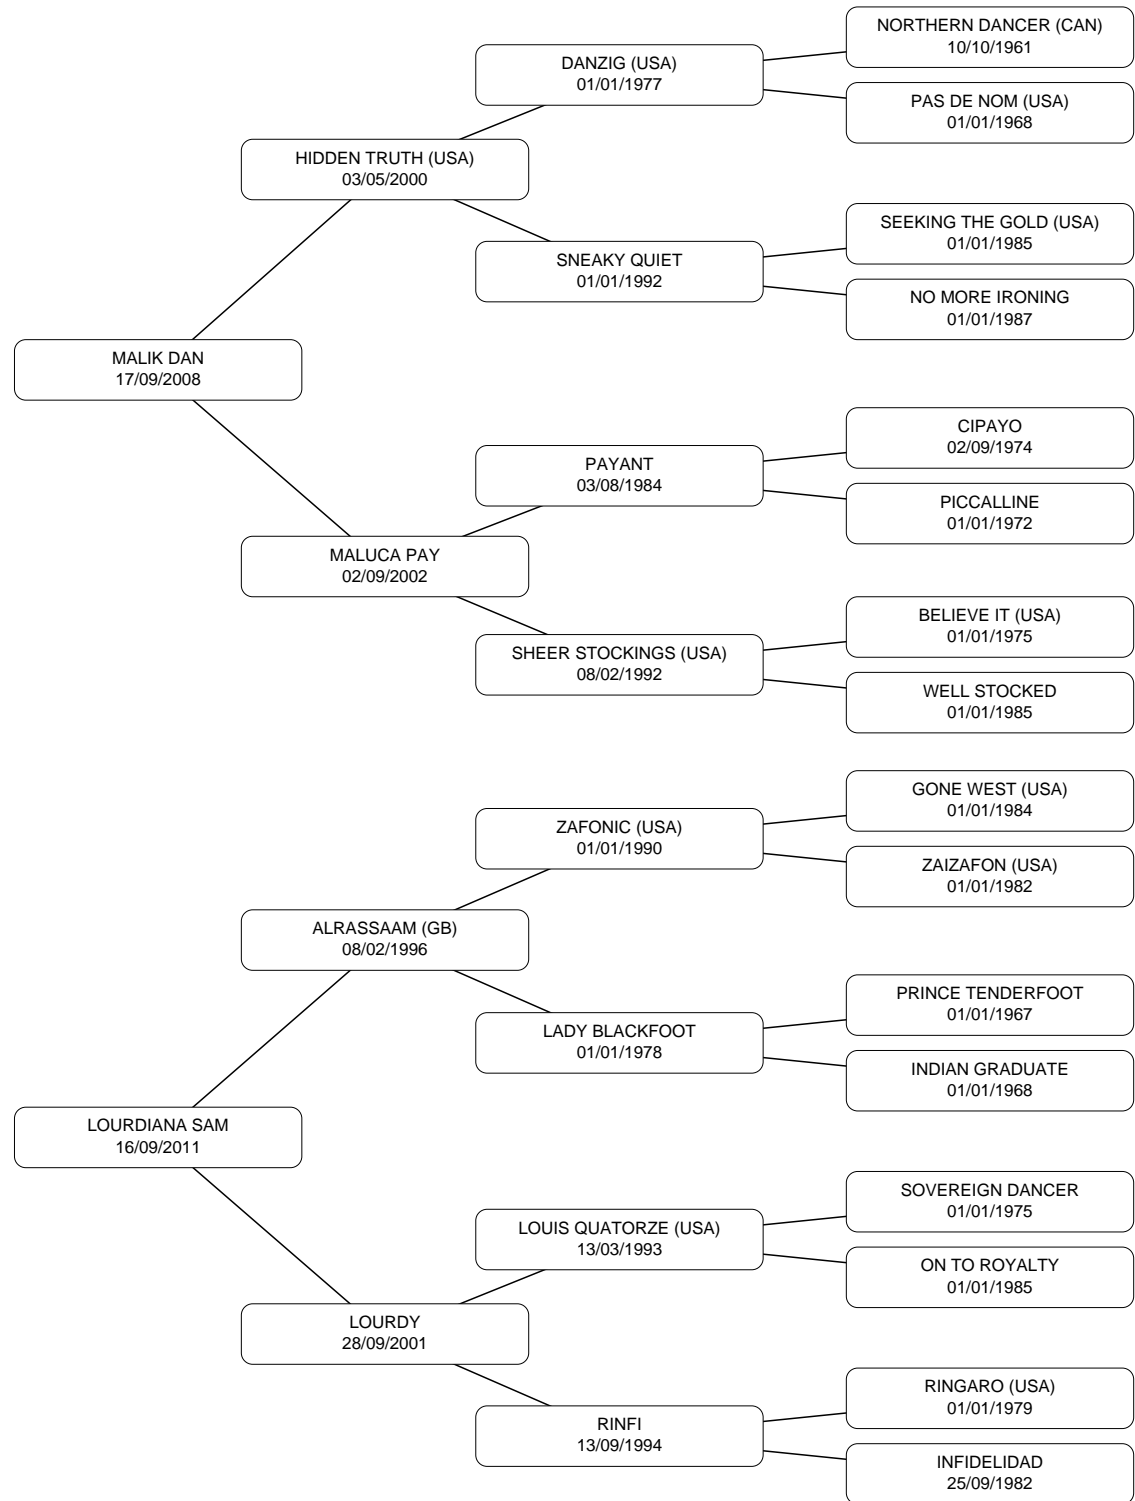 NORTHERN DANCER (CAN)
10/10/1961
DANZIG (USA)
01/01/1977
PAS DE NOM (USA)
01/01/1968
HIDDEN TRUTH (USA)
03/05/2000
SEEKING THE GOLD (USA)
01/01/1985
SNEAKY QUIET
01/01/1992
NO MORE IRONING
01/01/1987
MALIK DAN
17/09/2008
CIPAYO
02/09/1974
PAYANT
03/08/1984
PICCALLINE
01/01/1972
MALUCA PAY
02/09/2002
BELIEVE IT (USA)
01/01/1975
SHEER STOCKINGS (USA)
08/02/1992
WELL STOCKED
01/01/1985
GONE WEST (USA)
01/01/1984
ZAFONIC (USA)
01/01/1990
ZAIZAFON (USA)
01/01/1982
ALRASSAAM (GB)
08/02/1996
PRINCE TENDERFOOT
01/01/1967
LADY BLACKFOOT
01/01/1978
INDIAN GRADUATE
01/01/1968
LOURDIANA SAM
16/09/2011
SOVEREIGN DANCER
01/01/1975
LOUIS QUATORZE (USA)
13/03/1993
ON TO ROYALTY
01/01/1985
LOURDY
28/09/2001
RINGARO (USA)
01/01/1979
RINFI
13/09/1994
INFIDELIDAD
25/09/1982